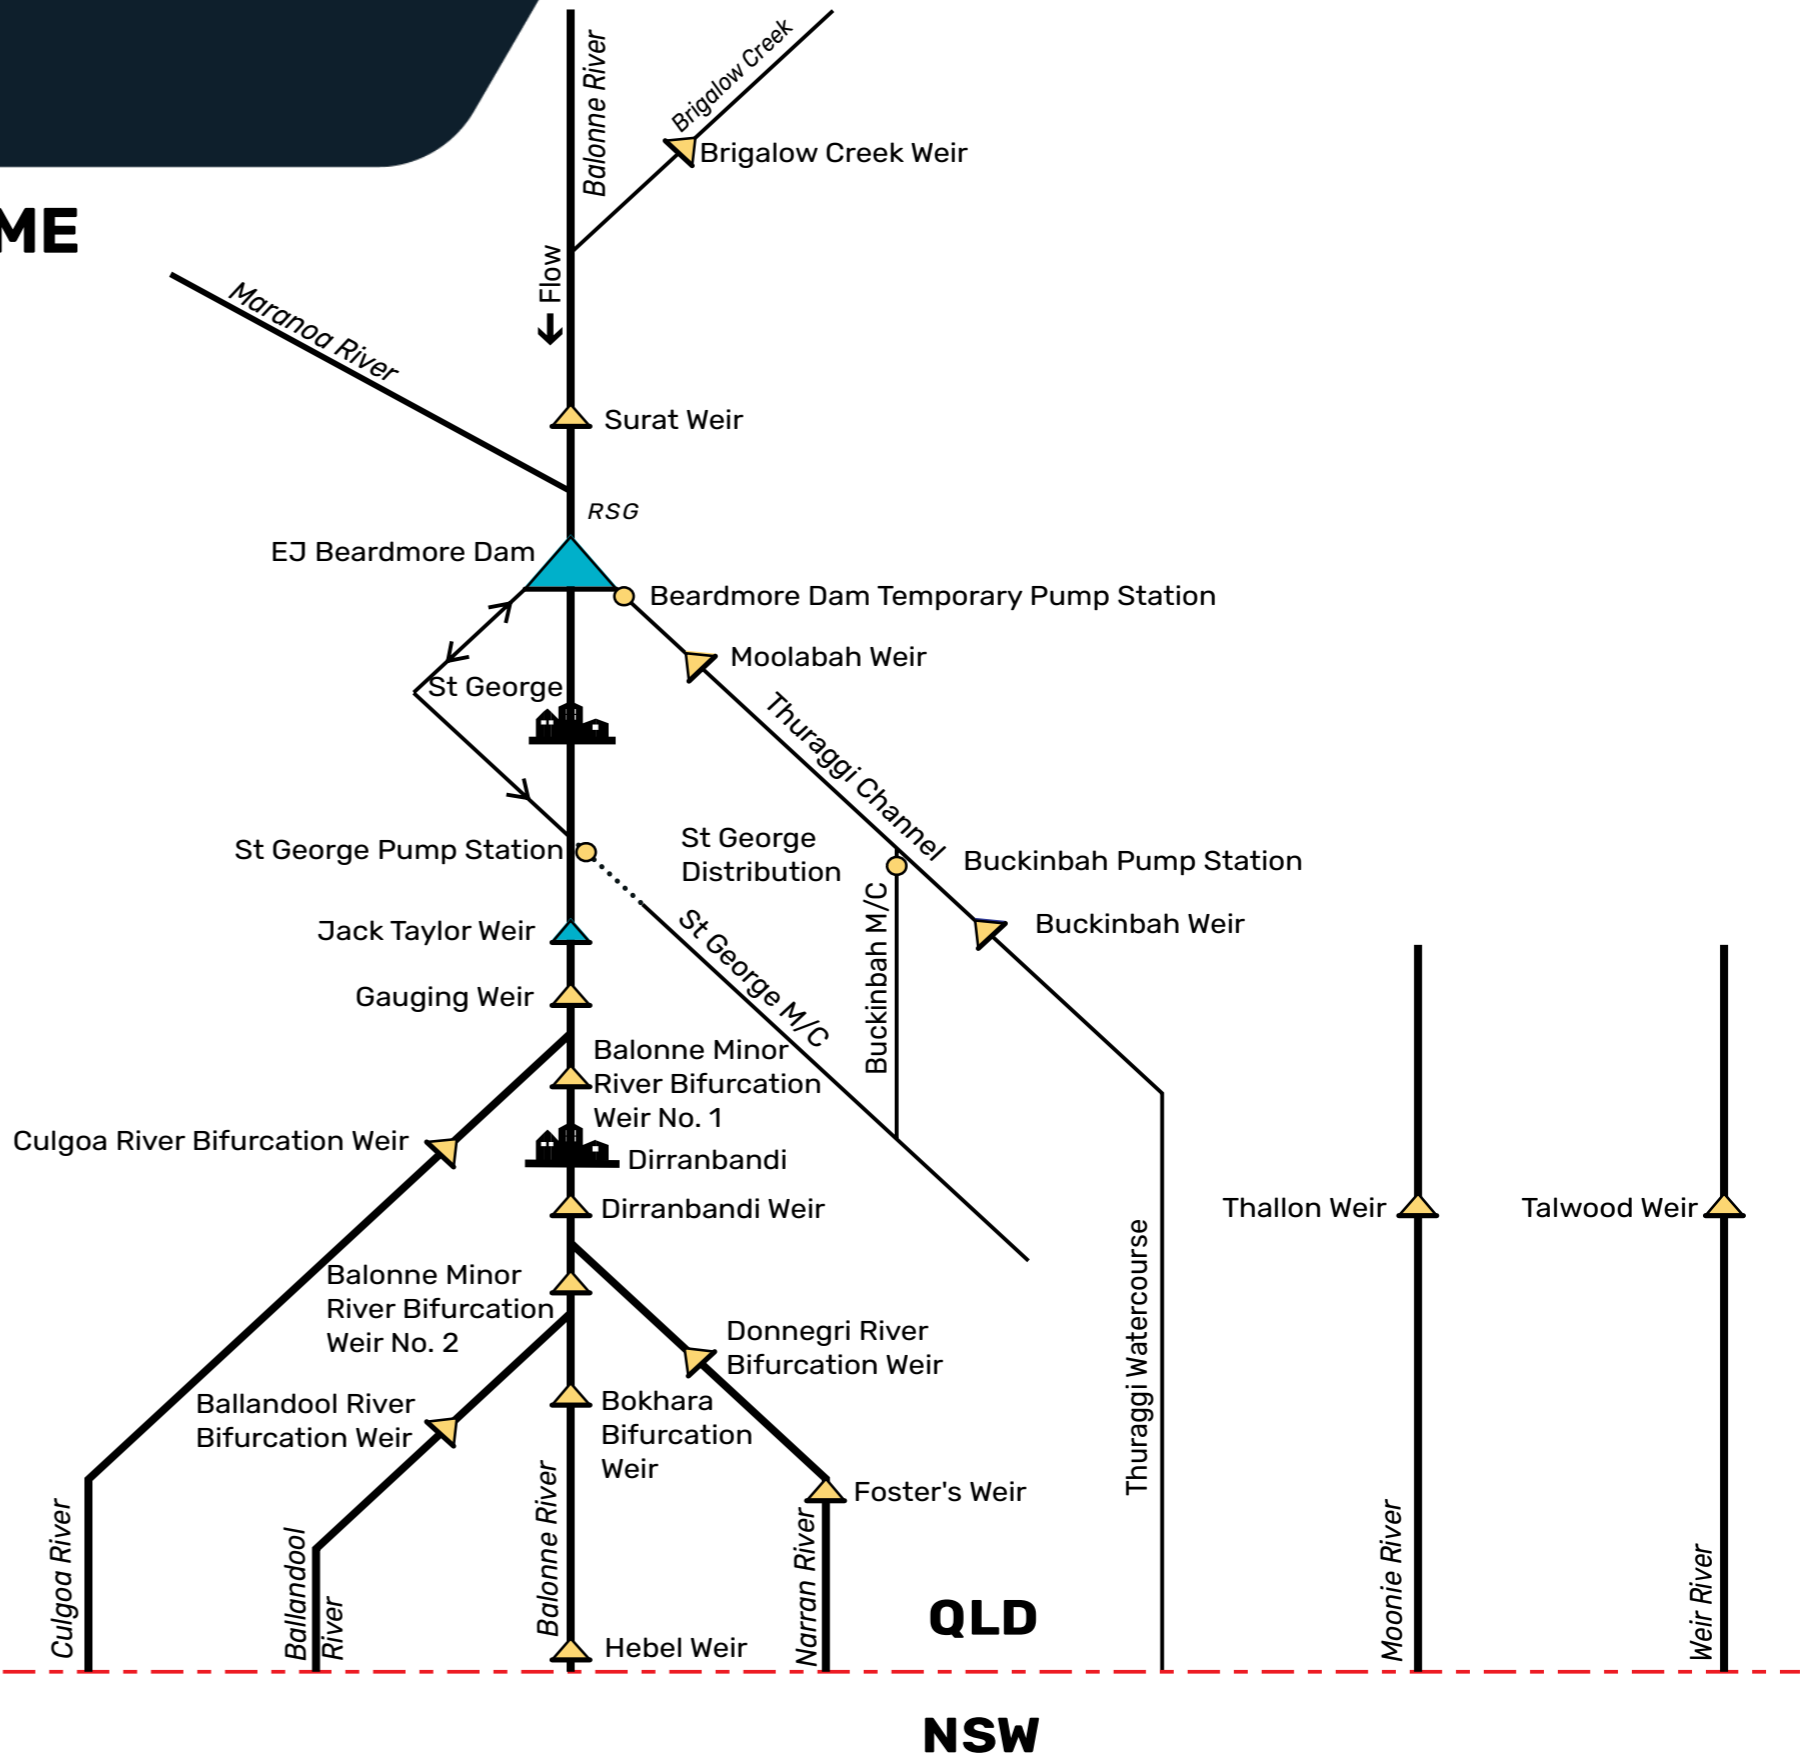 Balonne River
Brigalow Creek
Brigalow Creek Weir
ME
Flow
Maranoa River
Surat Weir
RSG
EJ Beardmore Dam
Beardmore Dam Temporary Pump Station
Moolabah Weir
St George
Thuraggi Channel
St George Pump Station
St George
Distribution
Buckinbah Pump Station
Buckinbah M/C
Buckinbah Weir
Jack Taylor Weir
St George M/C
Gauging Weir
Balonne Minor
River Bifurcation
Weir No. 1
Culgoa River Bifurcation Weir
Dirranbandi
Dirranbandi Weir
Thallon Weir
Talwood Weir
Balonne Minor
River Bifurcation
Weir No. 2
Donnegri River
Bifurcation Weir
Thuraggi Watercourse
Ballandool River
Bifurcation Weir
Bokhara
Bifurcation
Weir
Foster's Weir
Culgoa River
Ballandool
River
Balonne River
Narran River
Moonie River
Weir River
Hebel Weir
QLD
NSW